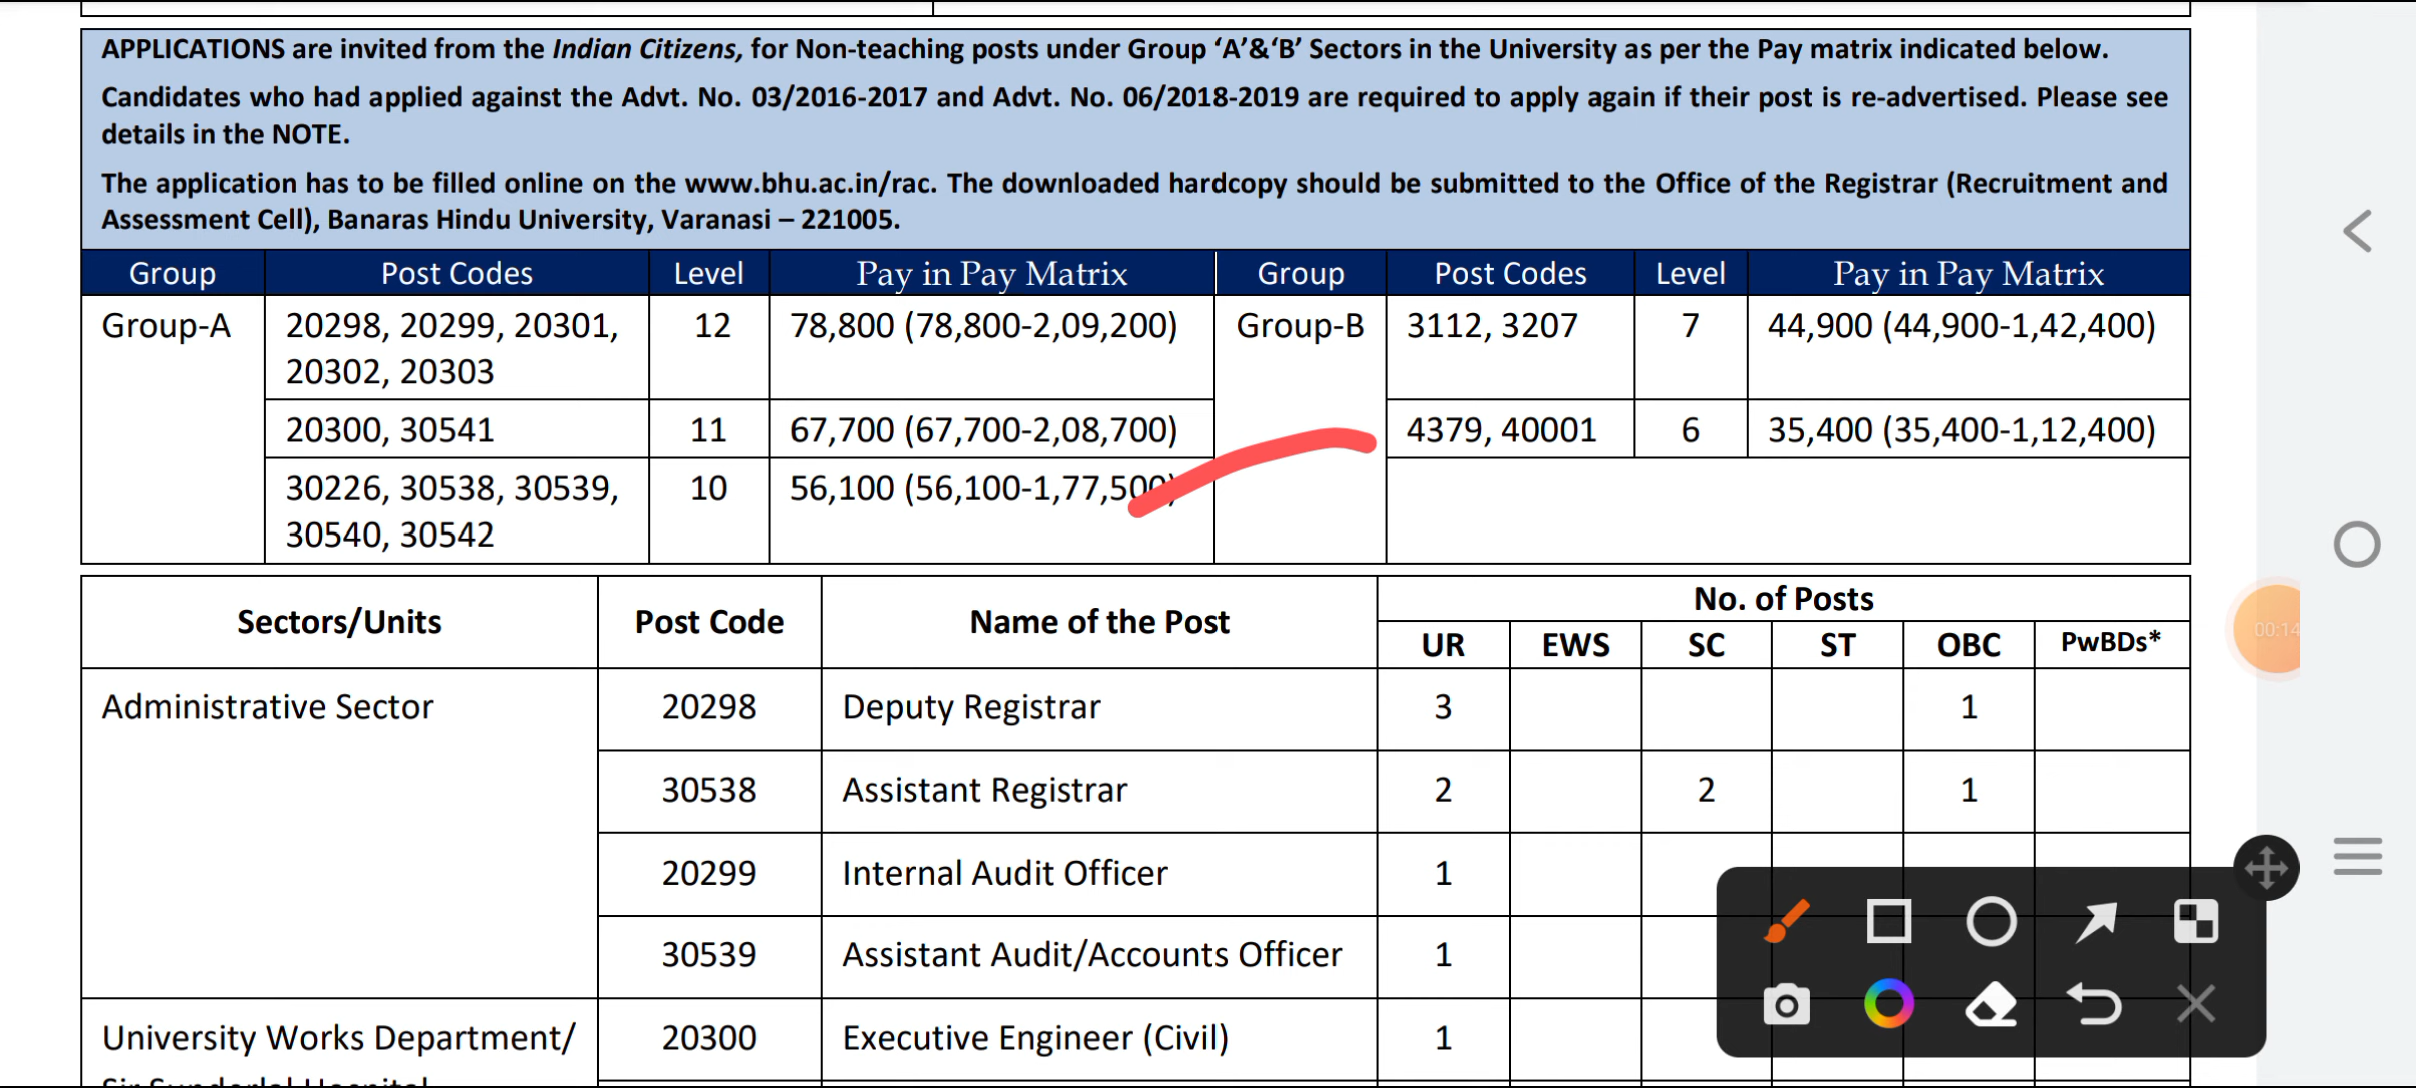 APPLICATIONS are invited from the Indian Citizens, for Non-teaching posts under Group ‘A’&‘B’ Sectors in the University as per the Pay matrix indicated below.
Candidates who had applied against the Advt. No. 03/2016-2017 and Advt. No. 06/2018-2019 are required to apply again if their post is re-advertised. Please see
details in the NOTE.
The application has to be filled online on the www.bhu.ac.in/rac. The downloaded hardcopy should be submitted to the Office of the Registrar (Recruitment and
Assessment Cell), Banaras Hindu University, Varanasi – 221005.
Group Post Codes Level Pay in Pay Matrix Group Post Codes Level Pay in Pay Matrix
Group-A 20298, 20299, 20301, 12 78,800 (78,800-2,09,200) Group-B 3112, 3207 7 44,900 (44,900-1,42,400)
20302, 20303
20300, 30541 11 67,700 (67,700-2,08,700) 4379, 40001 6 35,400 (35,400-1,12,400)
30226, 30538, 30539, 10 56,100 (56,100-1,77,500)
30540, 30542
Sectors/Units Post Code Name of the Post No. of Posts
UR EWS SC ST OBC PwBDs*
Administrative Sector 20298 Deputy Registrar 3 1
30538 Assistant Registrar 2 2 1
20299 Internal Audit Officer 1
30539 Assistant Audit/Accounts Officer 1
University Works Department/ 20300 Executive Engineer (Civil) 1
00:14